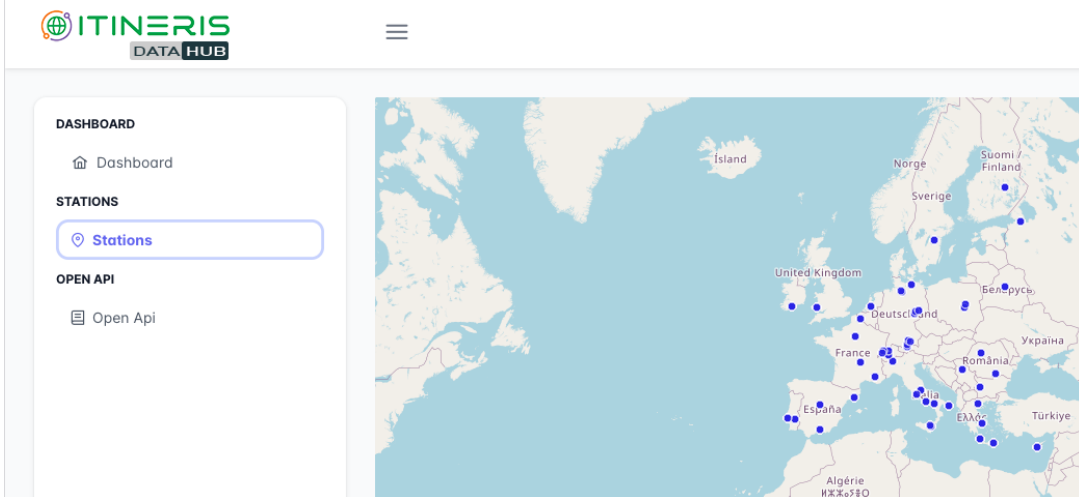 ITINERIS
DATA HUB
DASHBOARD
Dashboard
STATIONS
Stations
OPEN API
Open Api
Ísland
Norge
Suomi /
Finland
Sverige
United Kingdom
Беларусь
Deutschland
Україна
France
România
España
Italia
Ελλάς
Türkiye
Algérie
ⵍⵣⵣⴰⵢⴻⵔ